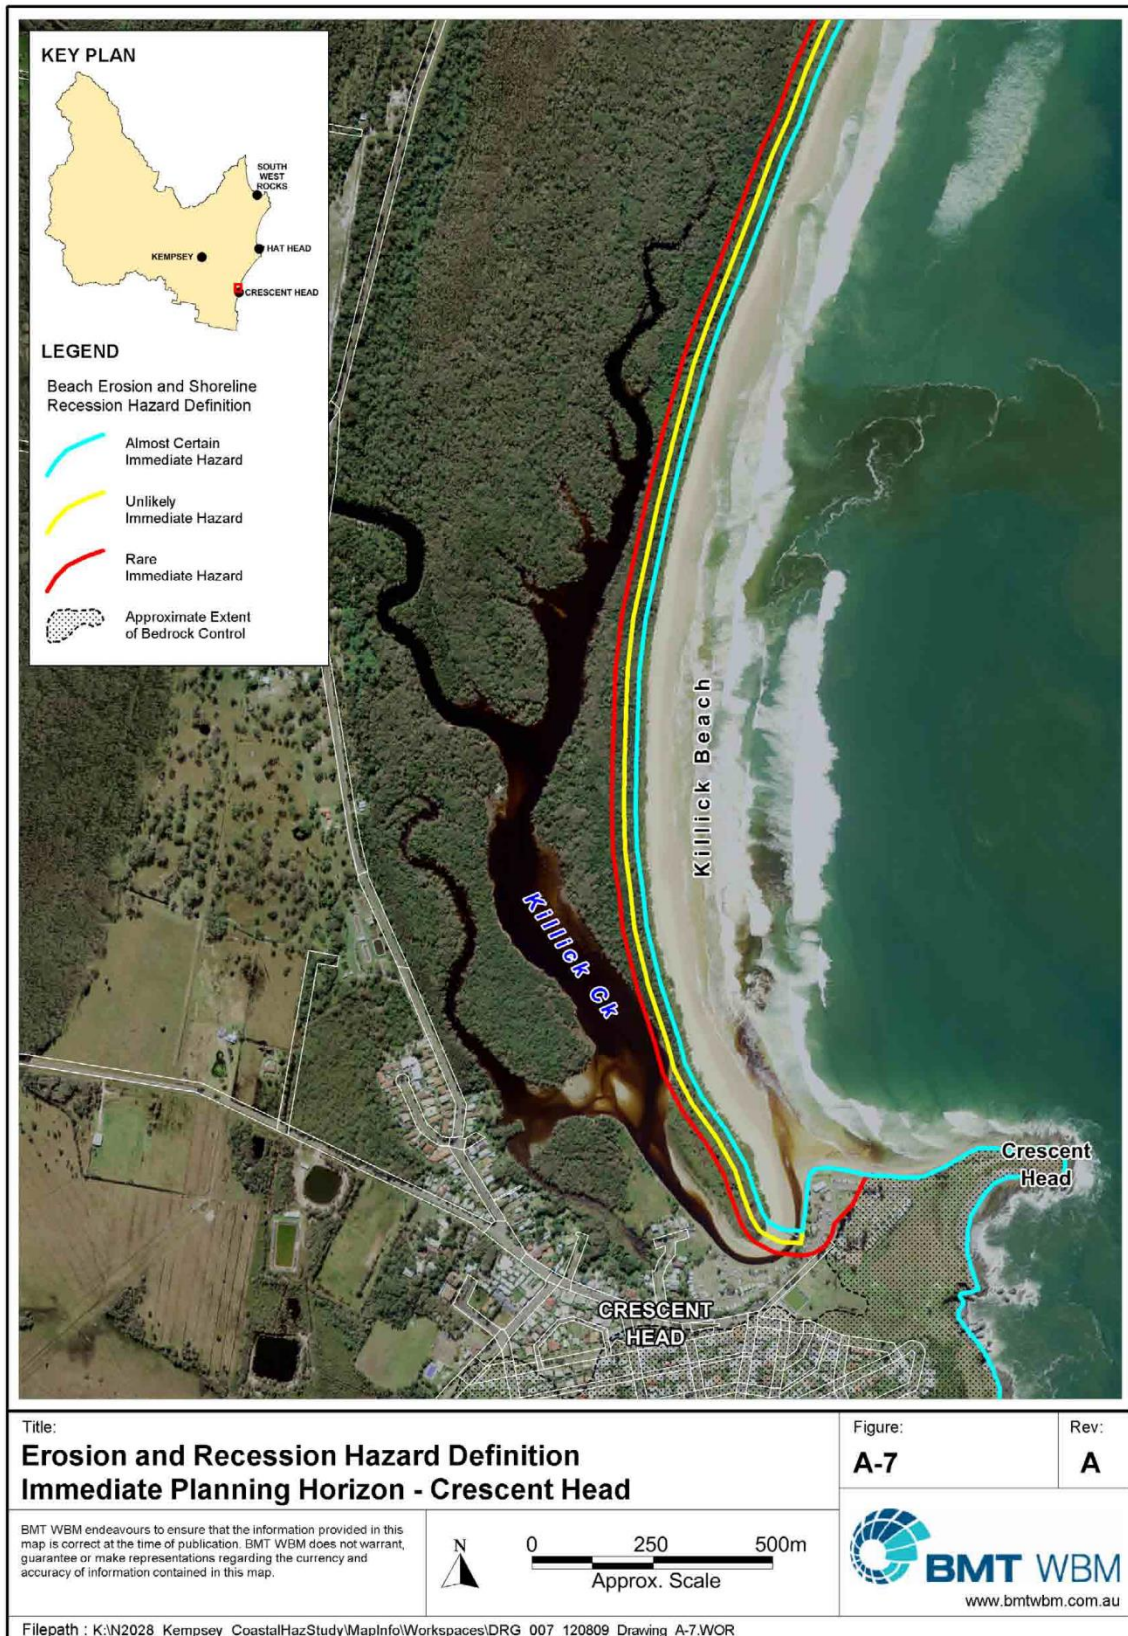 KEY PLAN
SOUTH
WEST
ROCKS
HAT HEAD
KEMPSEY
CRESCENT HEAD
LEGEND
Beach Erosion and Shoreline
Recession Hazard Definition
Almost Certain
Immediate Hazard
Unlikely
Immediate Hazard
Rare
Immediate Hazard
Approximate Extent
of Bedrock Control
Killick Beach
Killick Ck
Crescent
Head
CRESCENT
HEAD
Title:
Erosion and Recession Hazard Definition
Immediate Planning Horizon - Crescent Head
Figure:
A-7
Rev:
A
BMT WBM endeavours to ensure that the information provided in this
map is correct at the time of publication. BMT WBM does not warrant,
guarantee or make representations regarding the currency and
accuracy of information contained in this map.
N
0 250 500m
Approx. Scale
BMT WBM
www.bmtwbm.com.au
Filepath : K:\N2028_Kempsey_CoastalHazStudy\MapInfo\Workspaces\DRG_007_120809_Drawing_A-7.WOR